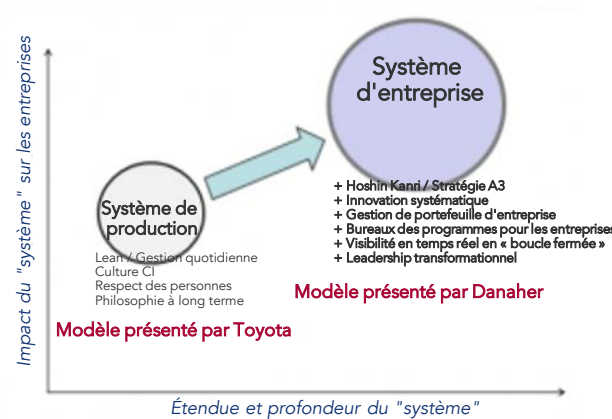 Impact du "système" sur les entreprises
Système
d'entreprise
+ Hoshin Kanri / Stratégie A3
+ Innovation systématique
+ Gestion de portefeuille d'entreprise
+ Bureaux des programmes pour les entreprises
+ Visibilité en temps réel en « boucle fermée »
+ Leadership transformationnel
Modèle présenté par Danaher
Système de
production
Lean / Gestion quotidienne
Culture CI
Respect des personnes
Philosophie à long terme
Modèle présenté par Toyota
Étendue et profondeur du "système"